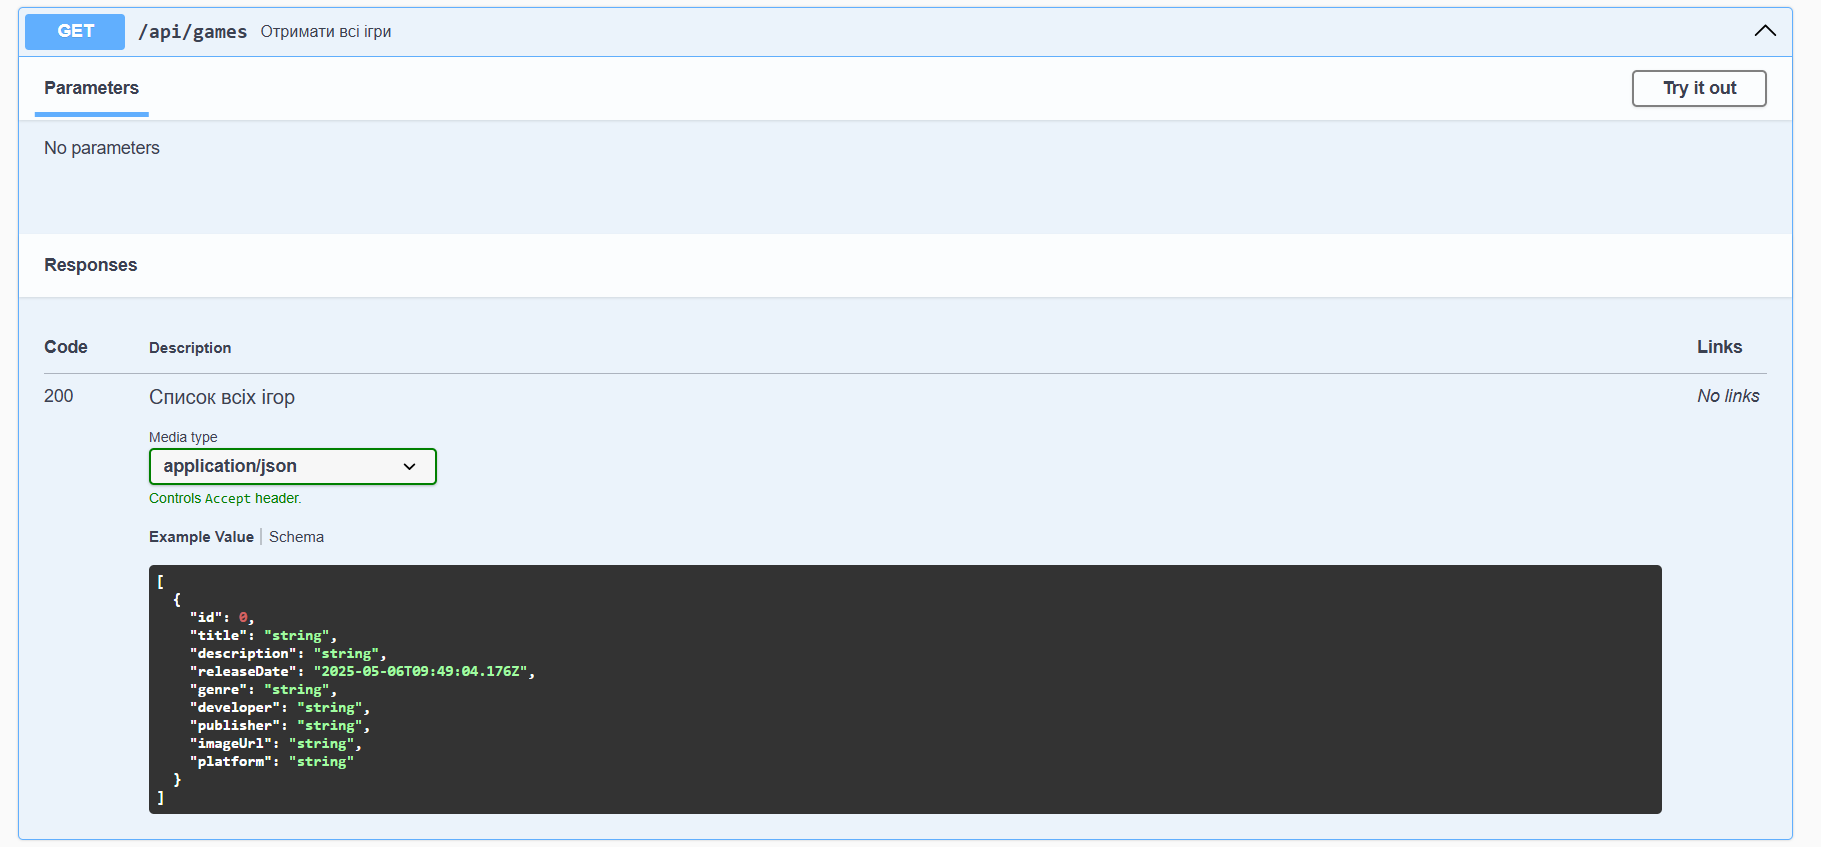 GET /api/games Отримати всі ігри
Parameters
Try it out
No parameters
Responses
Code Description Links
200 Список всіх ігор No links
Media type
application/json
Controls Accept header.
Example Value | Schema
[
  {
    "id": 0,
    "title": "string",
    "description": "string",
    "releaseDate": "2025-05-06T09:49:04.176Z",
    "genre": "string",
    "developer": "string",
    "publisher": "string",
    "imageUrl": "string",
    "platform": "string"
  }
]